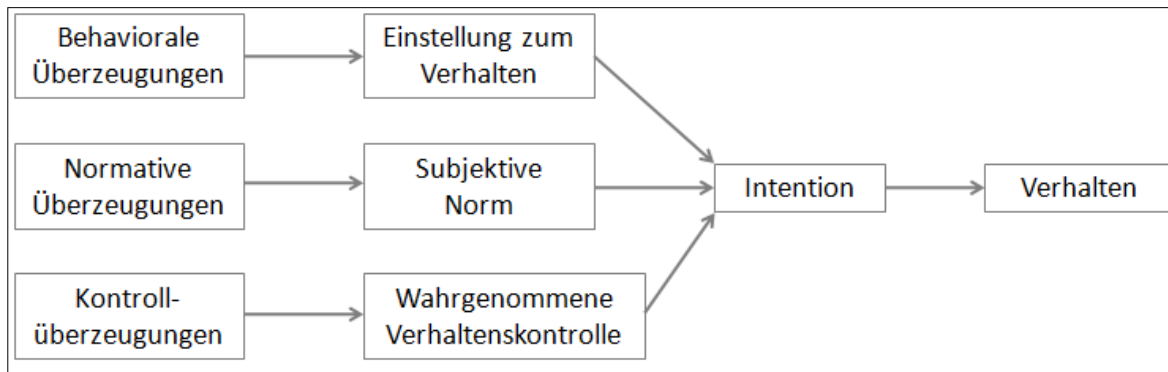 Behaviorale
Überzeugungen
Einstellung zum
Verhalten
Normative
Überzeugungen
Subjektive
Norm
Intention
Verhalten
Kontroll-
überzeugungen
Wahrgenommene
Verhaltenskontrolle